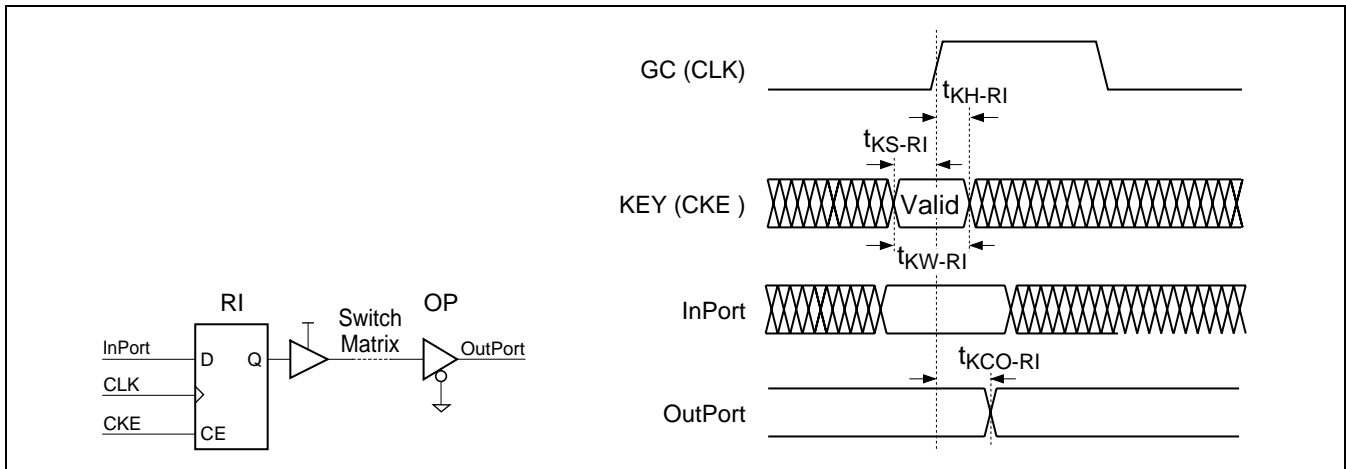 RI
OP
Switch
Matrix
InPort
D
Q
OutPort
CLK
CKE
CE
GC (CLK)
tKH-RI
tKS-RI
KEY (CKE )
Valid
tKW-RI
InPort
tKCO-RI
OutPort